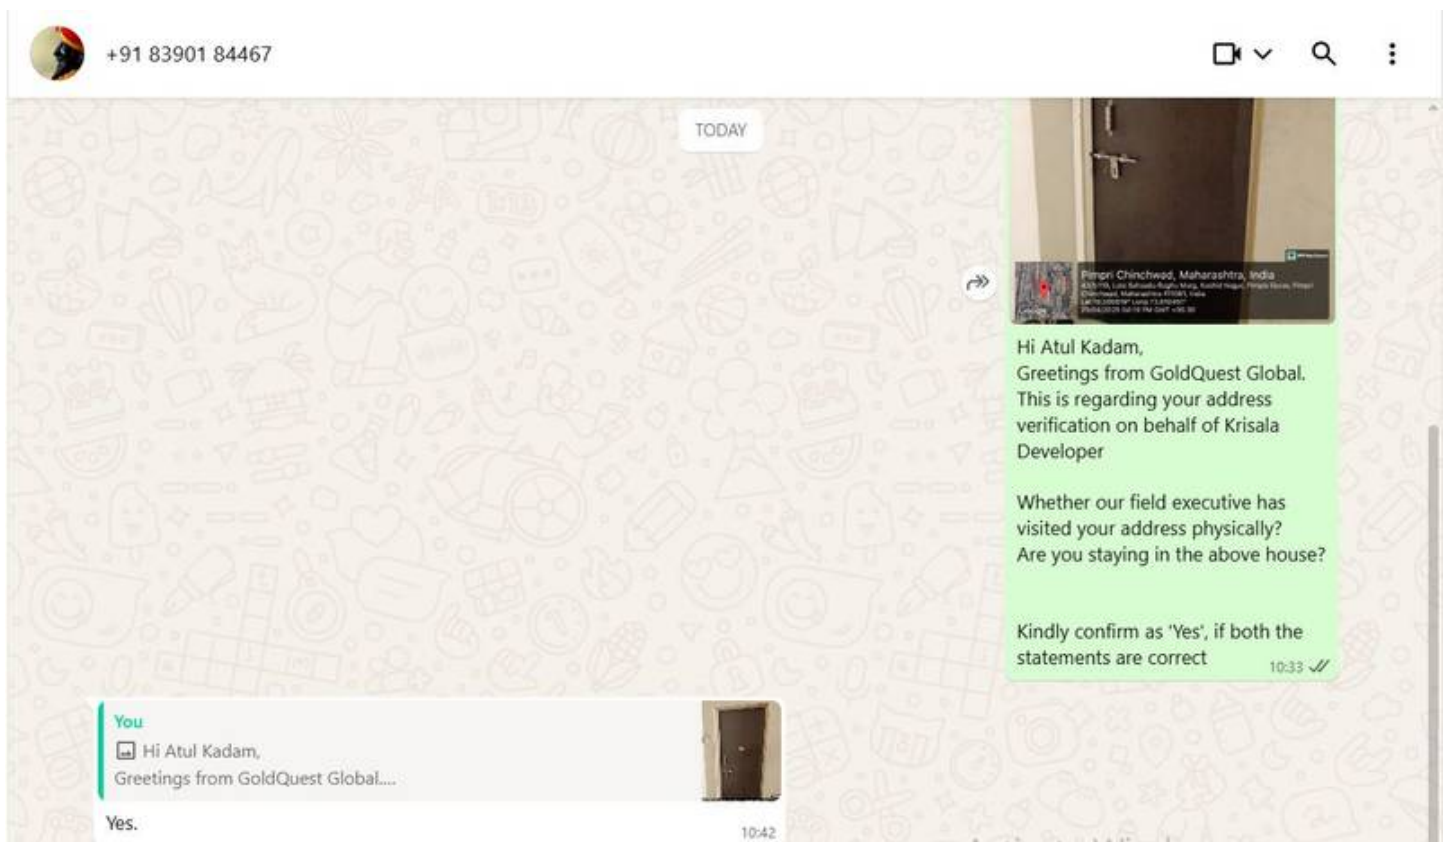 +91 83901 84467
TODAY
Pimpri Chinchwad, Maharashtra, India
Hi Atul Kadam,
Greetings from GoldQuest Global.
This is regarding your address
verification on behalf of Krisala
Developer
Whether our field executive has
visited your address physically?
Are you staying in the above house?
Kindly confirm as 'Yes', if both the
statements are correct
10:33
You
Hi Atul Kadam,
Greetings from GoldQuest Global....
Yes.
10:42